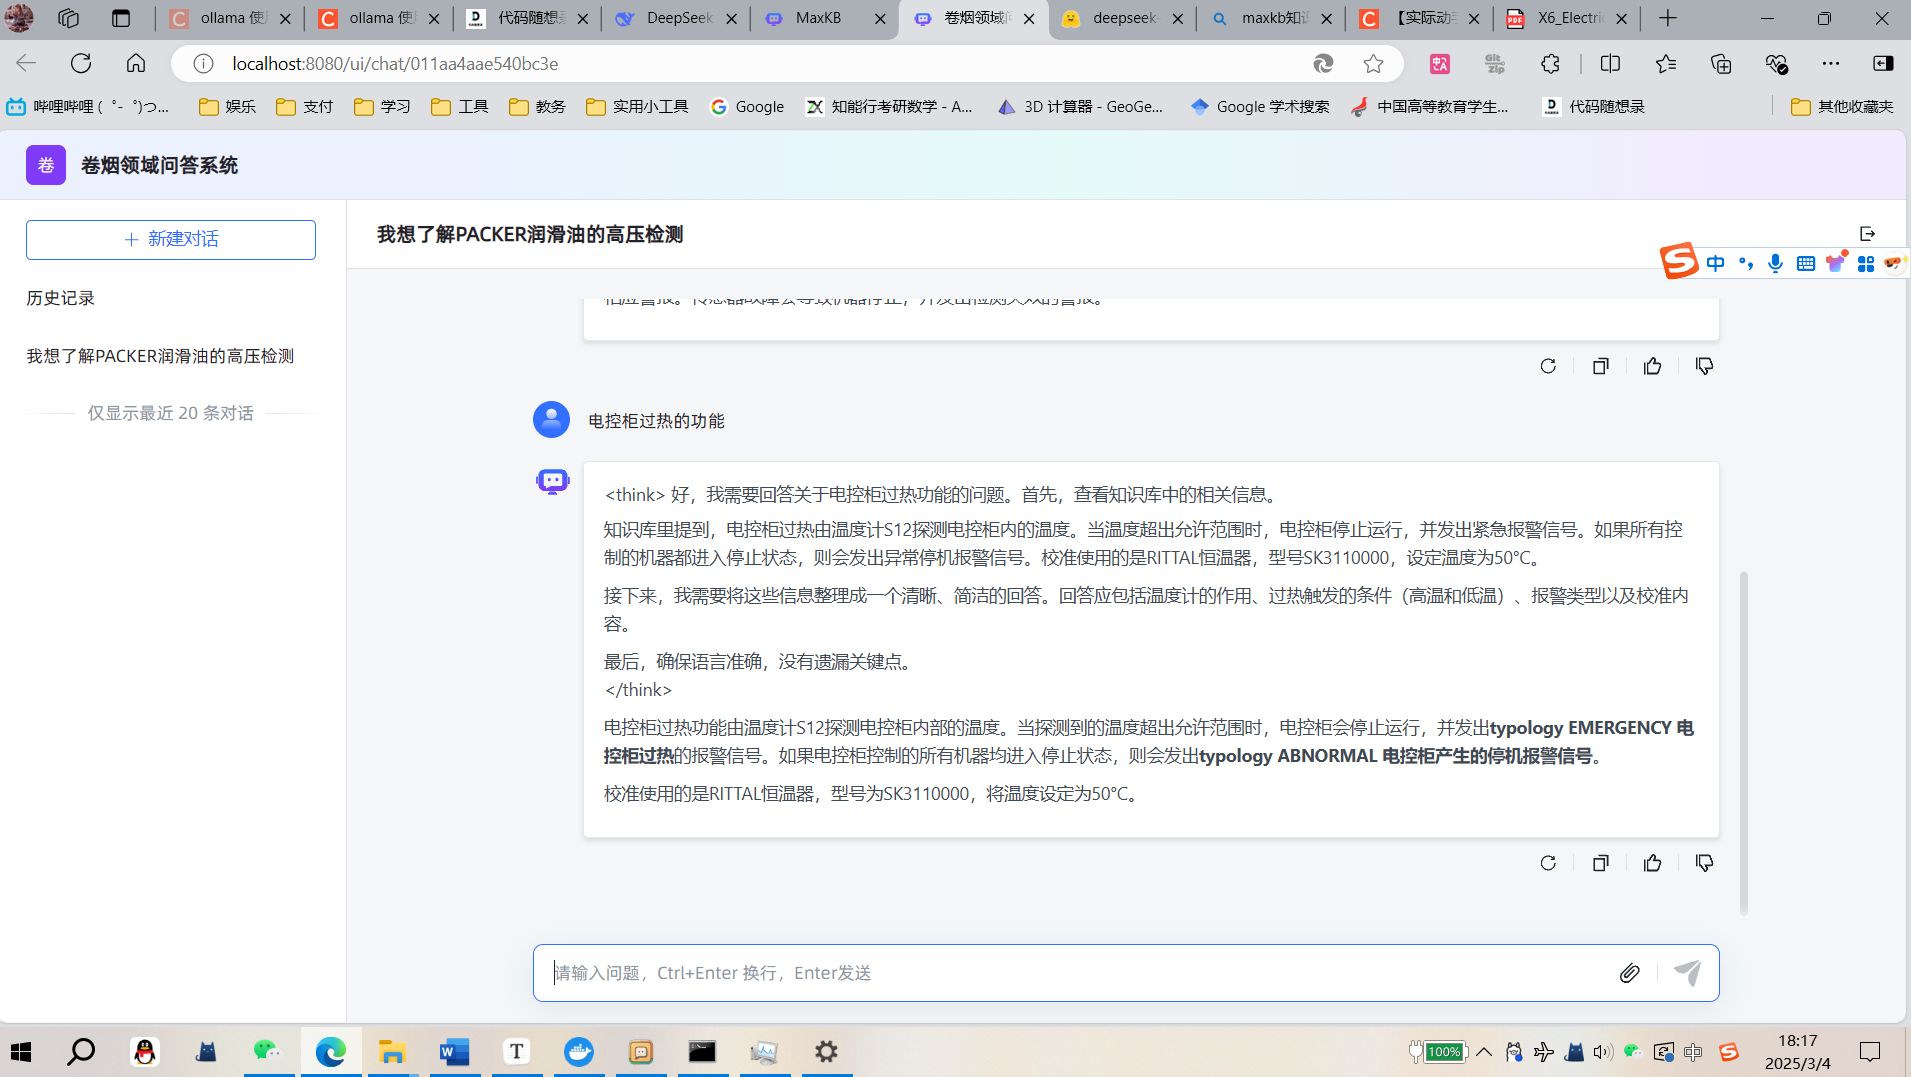 ollama 使
ollama 使
代码随想
DeepSeek
MaxKB
卷烟领域问
deepseek-
maxkb知
【实际动
X6_Electri
localhost:8080/ui/chat/011aa4aae540bc3e
哔哩哔哩 (゜-゜)つ...
娱乐
支付
学习
工具
教务
实用小工具
Google
知能行考研数学 - A...
3D 计算器 - GeoGe...
Google 学术搜索
中国高等教育学生...
代码随想录
其他收藏夹
卷
卷烟领域问答系统
新建对话
历史记录
我想了解PACKER润滑油的高压检测
仅显示最近 20 条对话
我想了解PACKER润滑油的高压检测
中
相应警报。传感器故障会导致机器停止，并发出检测失效的警报。
电控柜过热的功能
<think> 好，我需要回答关于电控柜过热功能的问题。首先，查看知识库中的相关信息。
知识库里提到，电控柜过热由温度计S12探测电控柜内的温度。当温度超出允许范围时，电控柜停止运行，并发出紧急报警信号。如果所有控
制的机器都进入停止状态，则会发出异常停机报警信号。校准使用的是RITTAL恒温器，型号SK3110000，设定温度为50°C。
接下来，我需要将这些信息整理成一个清晰、简洁的回答。回答应包括温度计的作用、过热触发的条件（高温和低温）、报警类型以及校准内
容。
最后，确保语言准确，没有遗漏关键点。
</think>
电控柜过热功能由温度计S12探测电控柜内部的温度。当探测到的温度超出允许范围时，电控柜会停止运行，并发出typology EMERGENCY 电
控柜过热的报警信号。如果电控柜控制的所有机器均进入停止状态，则会发出typology ABNORMAL 电控柜产生的停机报警信号。
校准使用的是RITTAL恒温器，型号为SK3110000，将温度设定为50°C。
请输入问题，Ctrl+Enter 换行，Enter发送
100%
中
18:17
2025/3/4